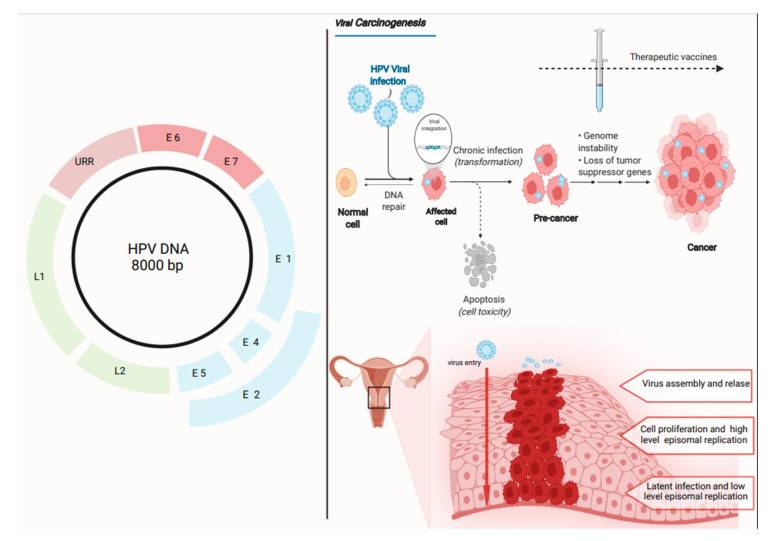 E 6
E 7
URR
E 1
L1
HPV DNA
8000 bp
E 4
E 5
L2
E 2
Viral Carcinogenesis
HPV Viral
infection
Viral
Integration
Therapeutic vaccines
Chronic infection
(transformation)
• Genome
instability
• Loss of tumor
suppressor genes
DNA
repair
Normal
cell
Affected
cell
Pre-cancer
Cancer
Apoptosis
(cell toxicity)
virus entry
Virus assembly and relase
Cell proliferation and high
level episomal replication
Latent infection and low
level episomal replication